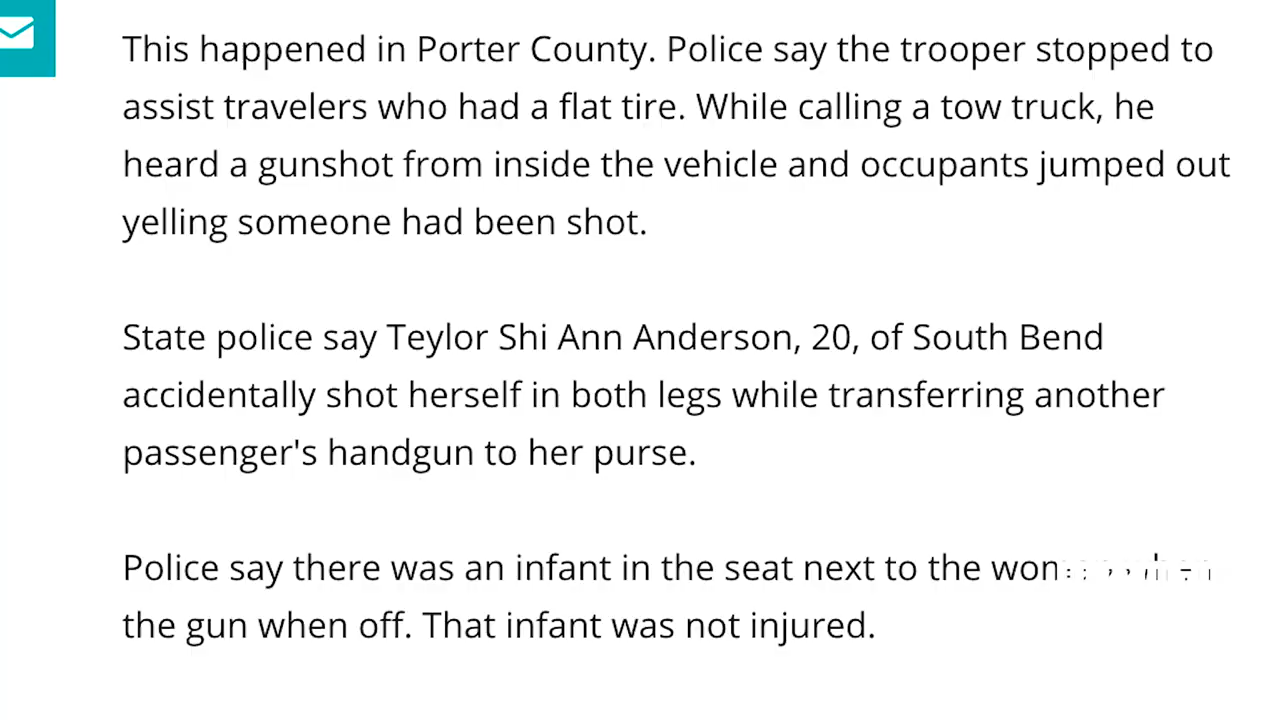 This happened in Porter County. Police say the trooper stopped to
assist travelers who had a flat tire. While calling a tow truck, he
heard a gunshot from inside the vehicle and occupants jumped out
yelling someone had been shot.
State police say Teylor Shi Ann Anderson, 20, of South Bend
accidentally shot herself in both legs while transferring another
passenger's handgun to her purse.
Police say there was an infant in the seat next to the
the gun when off. That infant was not injured.